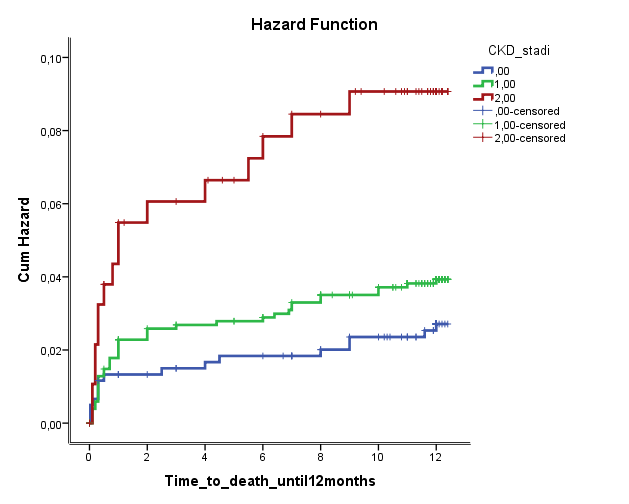 Hazard Function
CKD_stadi
,00
1,00
2,00
,00-censored
1,00-censored
2,00-censored
Cum Hazard
0,10
0,08
0,06
0,04
0,02
0,00
0 2 4 6 8 10 12
Time_to_death_until12months